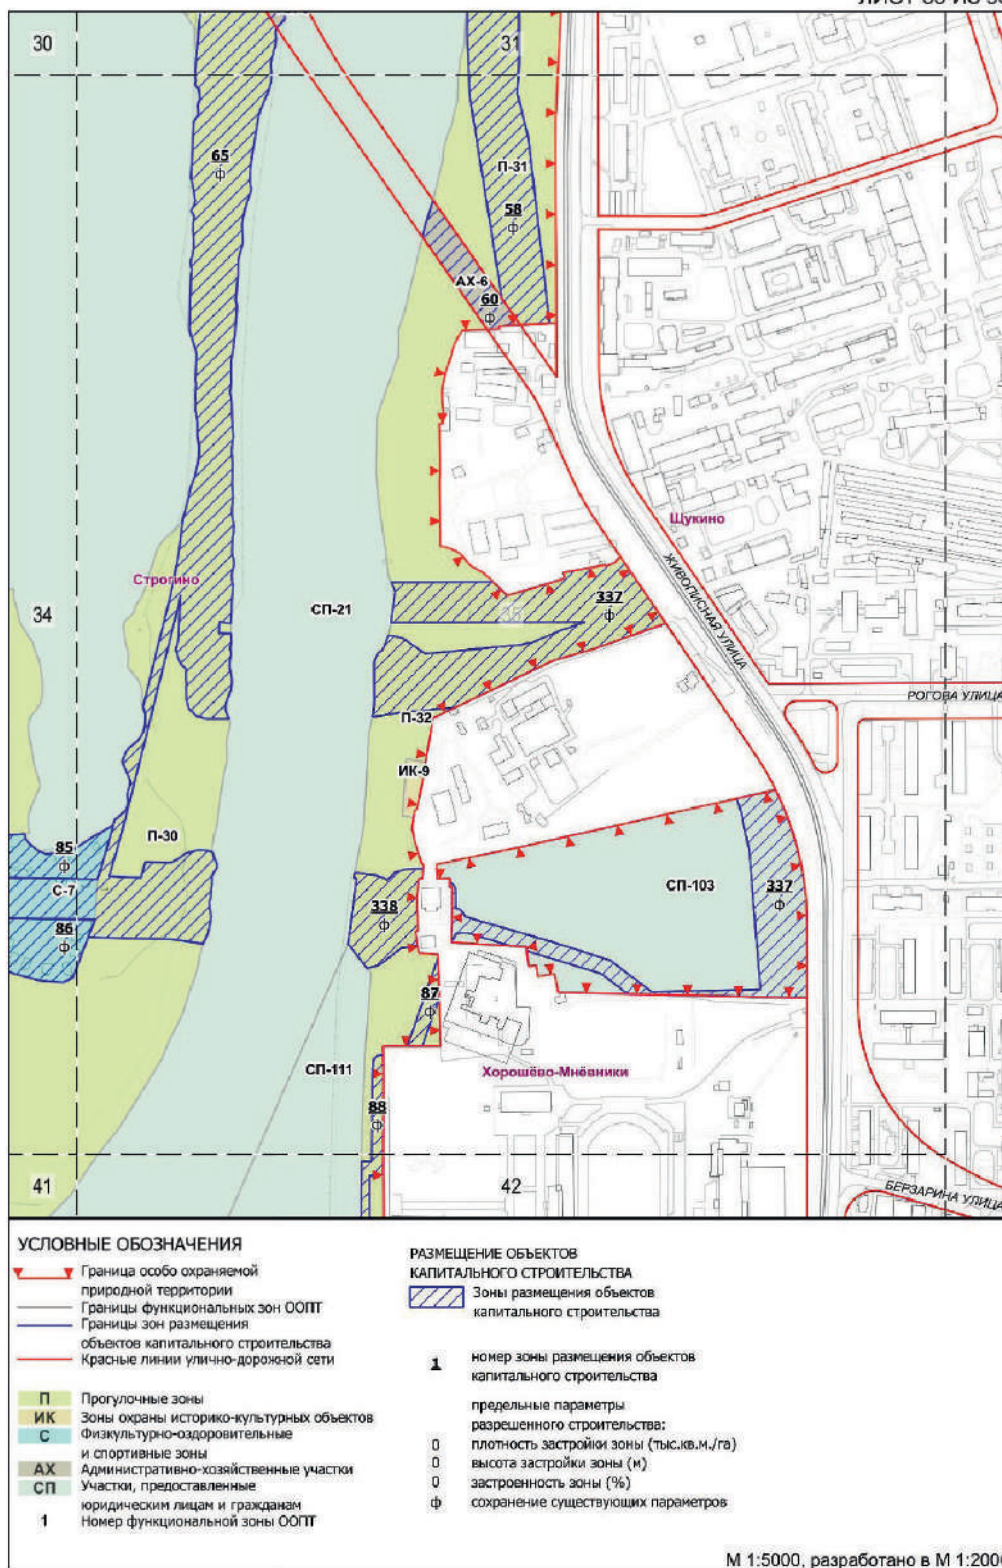 30
31
65
ф
П-31
58
ф
АХ-6
60
ф
Щукино
Строгино
ЖИВОПИСНАЯ УЛИЦА
34
СП-21
35
337
ф
РОГОВА УЛИЦА
П-32
ИК-9
П-30
85
ф
С-7
СП-103
337
ф
338
ф
86
ф
87
ф
СП-111
Хорошёво-Мнёвники
88
ф
41
42
БЕРЗАРИНА УЛИЦА
УСЛОВНЫЕ ОБОЗНАЧЕНИЯ
Граница особо охраняемой
природной территории
Границы функциональных зон ООПТ
Границы зон размещения
объектов капитального строительства
Красные линии улично-дорожной сети
П Прогулочные зоны
ИК Зоны охраны историко-культурных объектов
С Физкультурно-оздоровительные
и спортивные зоны
АХ Административно-хозяйственные участки
СП Участки, предоставленные
юридическим лицам и гражданам
1 Номер функциональной зоны ООПТ
РАЗМЕЩЕНИЕ ОБЪЕКТОВ
КАПИТАЛЬНОГО СТРОИТЕЛЬСТВА
Зоны размещения объектов
капитального строительства
1 номер зоны размещения объектов
капитального строительства
предельные параметры
разрешенного строительства:
0 плотность застройки зоны (тыс.кв.м./га)
0 высота застройки зоны (м)
0 застроенность зоны (%)
ф сохранение существующих параметров
М 1:5000, разработано в М 1:200